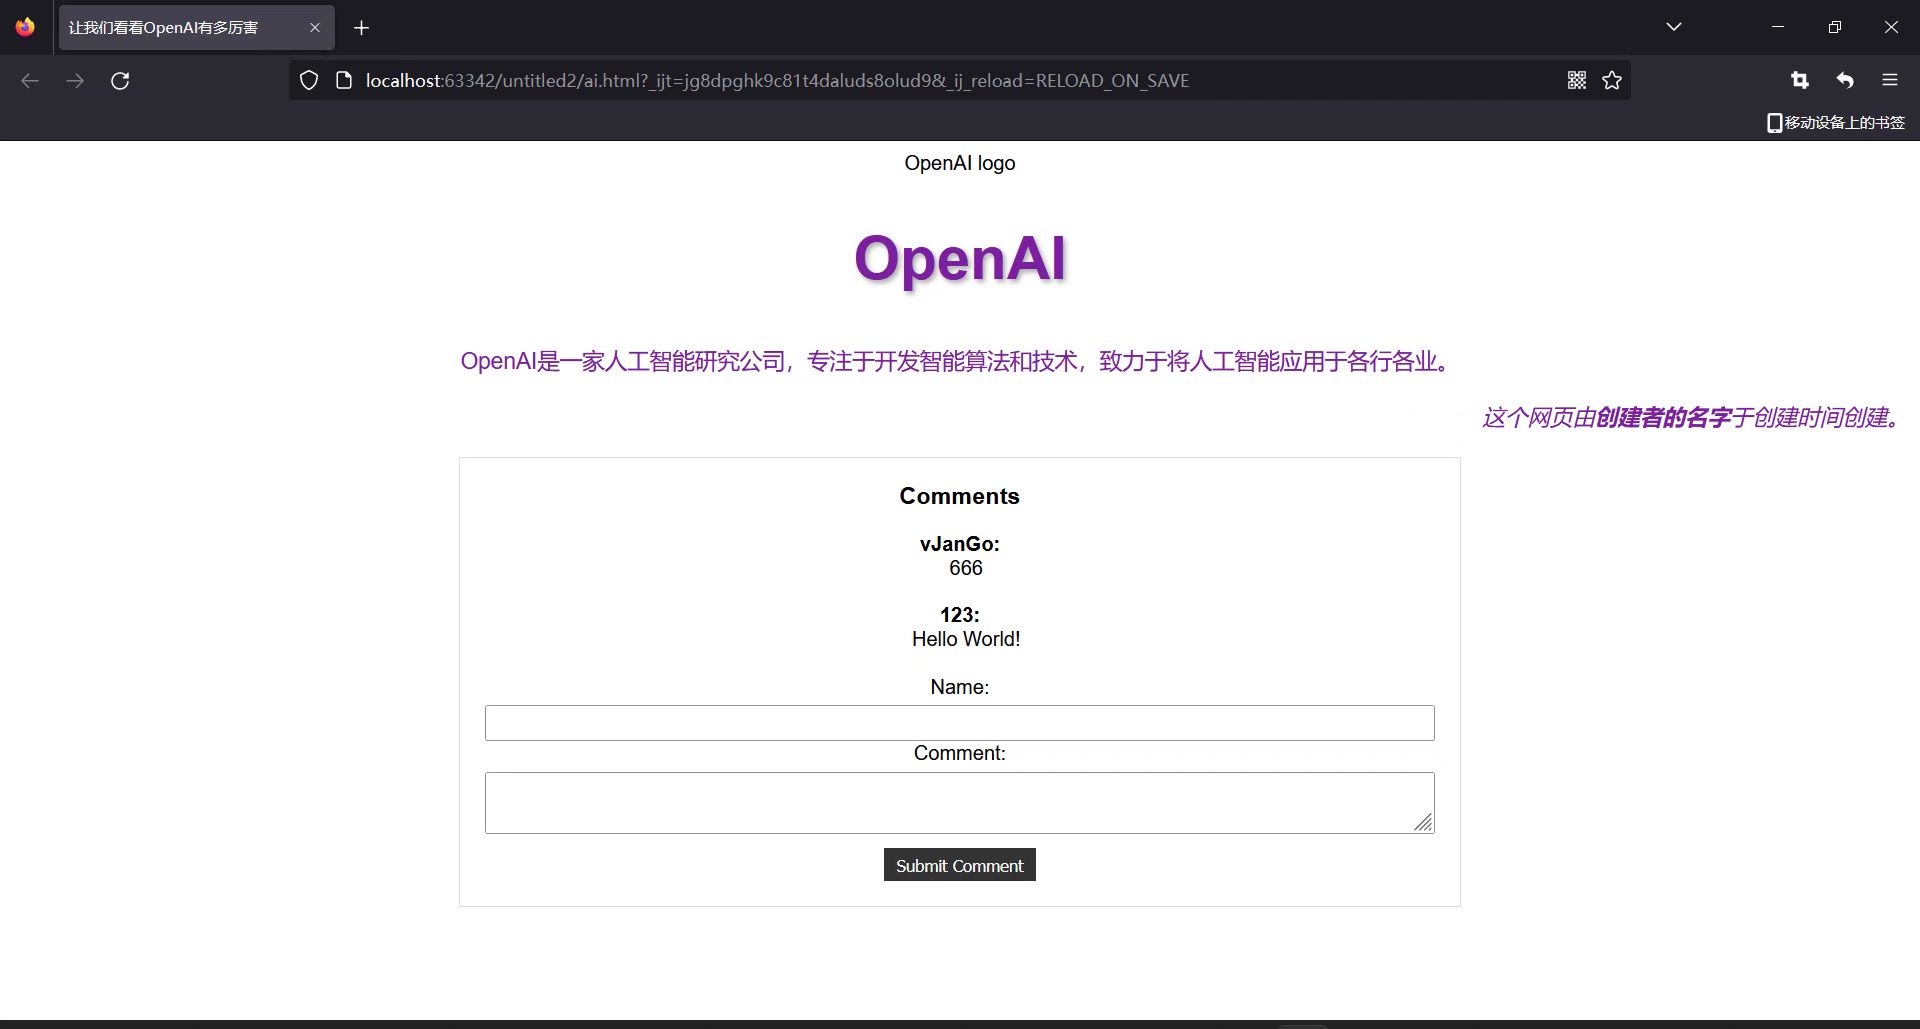 让我们看看OpenAI有多厉害
localhost:63342/untitled2/ai.html?_ijt=jg8dpghk9c81t4daluds8olud9&_ij_reload=RELOAD_ON_SAVE
移动设备上的书签
OpenAI logo
OpenAI
OpenAI是一家人工智能研究公司，专注于开发智能算法和技术，致力于将人工智能应用于各行各业。
这个网页由创建者的名字于创建时间创建。
Comments
vJanGo:
666
123:
Hello World!
Name:
Comment:
Submit Comment